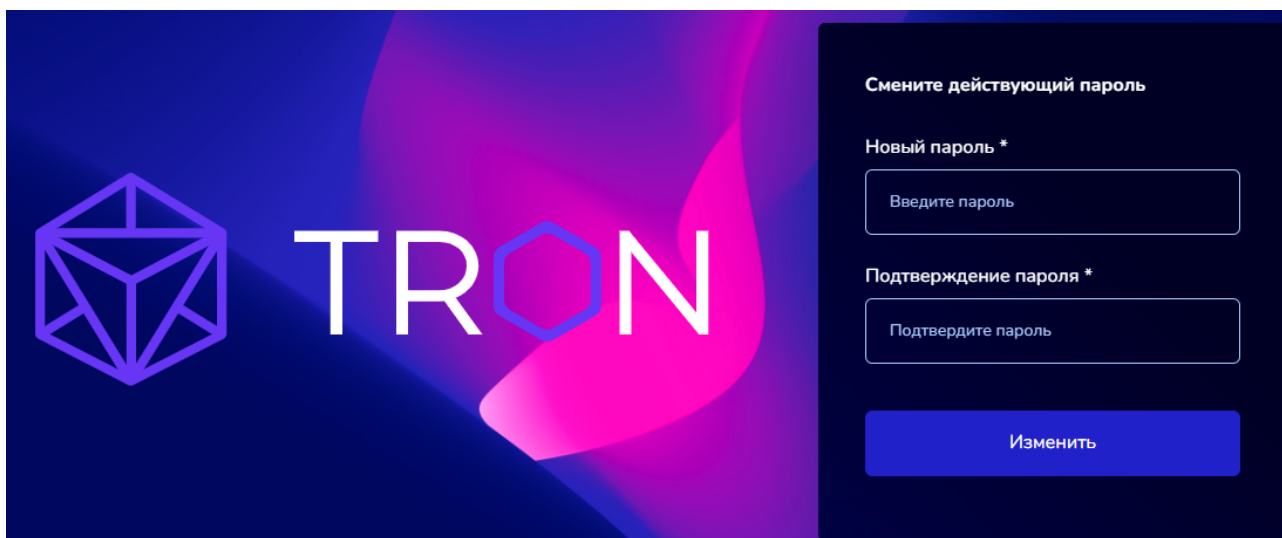 TRON
Смените действующий пароль
Новый пароль *
Введите пароль
Подтверждение пароля *
Подтвердите пароль
Изменить